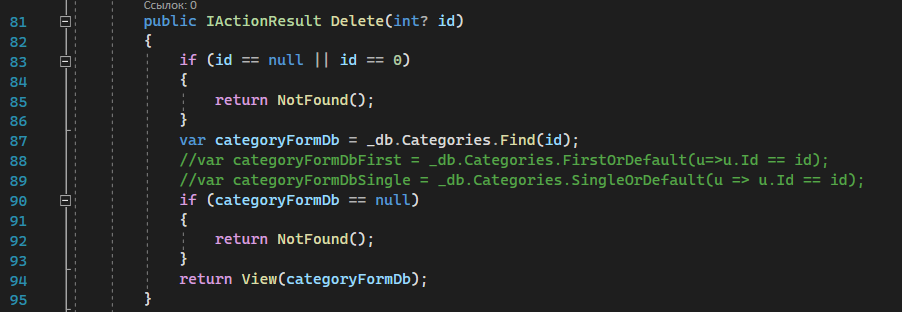 Ссылок: 0
81 public IActionResult Delete(int? id)
82 {
83 if (id == null || id == 0)
84 {
85 return NotFound();
86 }
87 var categoryFormDb = _db.Categories.Find(id);
88 //var categoryFormDbFirst = _db.Categories.FirstOrDefault(u=>u.Id == id);
89 //var categoryFormDbSingle = _db.Categories.SingleOrDefault(u => u.Id == id);
90 if (categoryFormDb == null)
91 {
92 return NotFound();
93 }
94 return View(categoryFormDb);
95 }